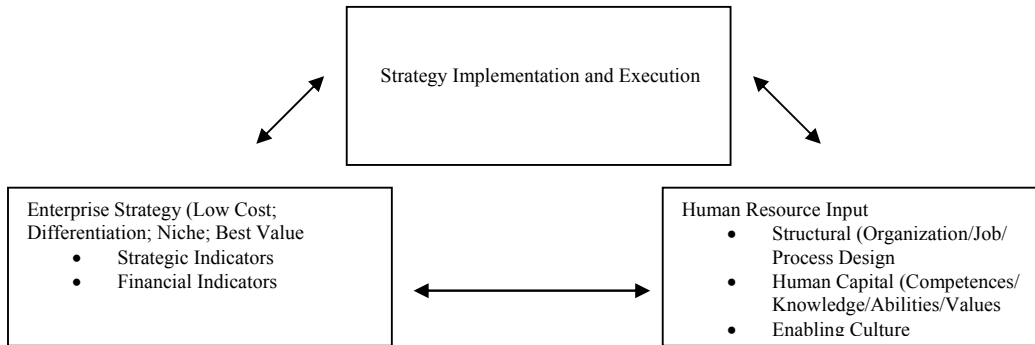 Strategy Implementation and Execution
Enterprise Strategy (Low Cost;
Differentiation; Niche; Best Value
• Strategic Indicators
• Financial Indicators
Human Resource Input
• Structural (Organization/Job/
Process Design
• Human Capital (Competences/
Knowledge/Abilities/Values
• Enabling Culture